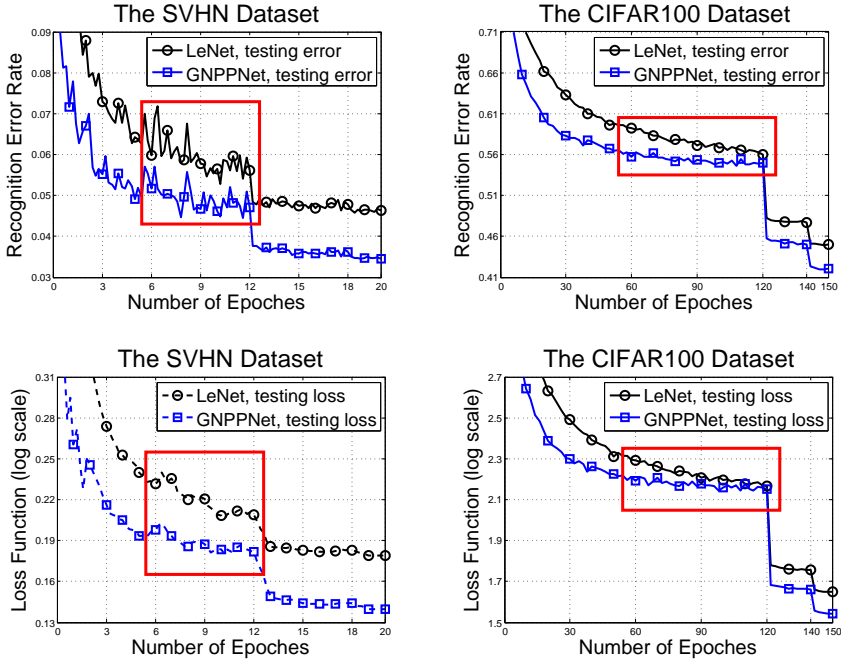 The SVHN Dataset
Recognition Error Rate
0.09
0.08
0.07
0.06
0.05
0.04
0.03
LeNet, testing error
GNPPNet, testing error
0 3 6 9 12 15 18 20
Number of Epoches
The CIFAR100 Dataset
Recognition Error Rate
0.71
0.66
0.61
0.56
0.51
0.46
0.41
LeNet, testing error
GNPPNet, testing error
0 30 60 90 120 140 150
Number of Epoches
The SVHN Dataset
Loss Function (log scale)
0.31
0.28
0.25
0.22
0.19
0.16
0.13
LeNet, testing loss
GNPPNet, testing loss
0 3 6 9 12 15 18 20
Number of Epoches
The CIFAR100 Dataset
Loss Function (log scale)
2.7
2.5
2.3
2.1
1.9
1.7
1.5
LeNet, testing loss
GNPPNet, testing loss
0 30 60 90 120 140 150
Number of Epoches